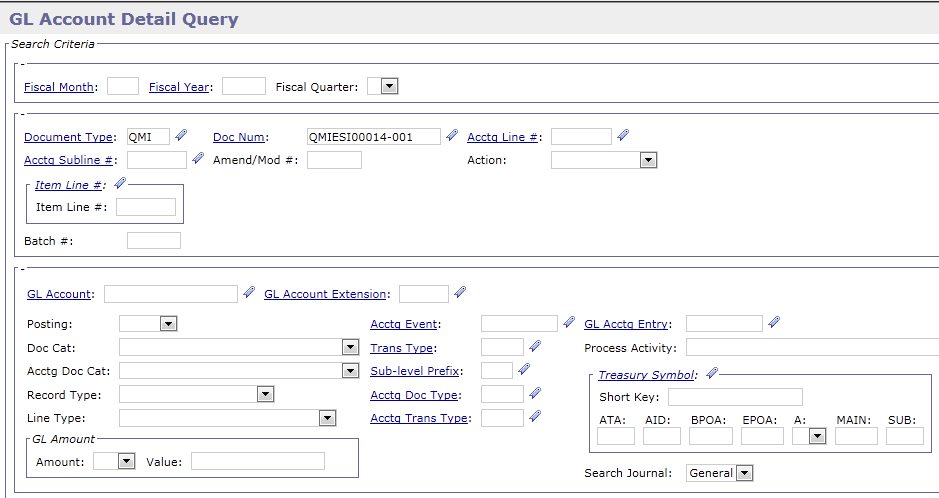 GL Account Detail Query
Search Criteria
Fiscal Month: Fiscal Year: Fiscal Quarter:
Document Type: QMI Doc Num: QMIESI00014-001 Acctg Line #:
Acctg Subline #: Amend/Mod #: Action:
Item Line #:
Item Line #:
Batch #:
GL Account: GL Account Extension:
Posting: Acctg Event: GL Acctg Entry:
Doc Cat: Trans Type: Process Activity:
Acctg Doc Cat: Sub-level Prefix: Treasury Symbol:
Record Type: Acctg Doc Type: Short Key:
Line Type: Acctg Trans Type: ATA: AID: BPOA: EPOA: A: MAIN: SUB:
GL Amount
Amount: Value:
Search Journal: General